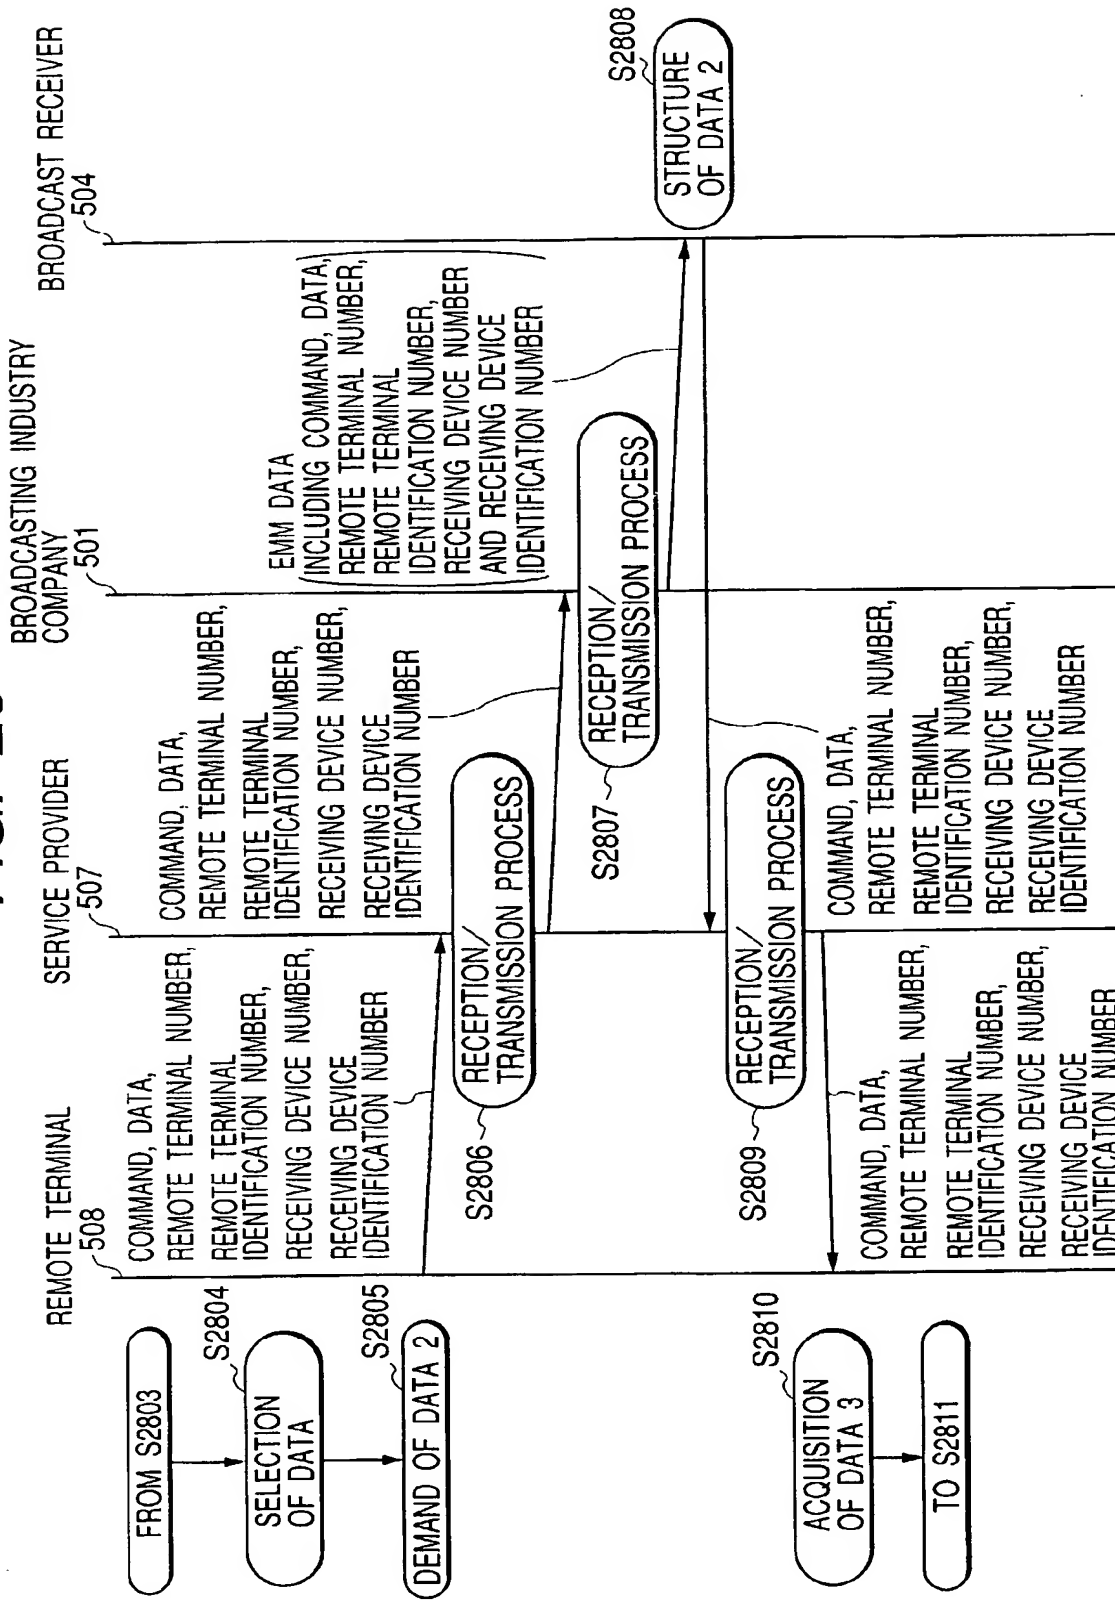 REMOTE TERMINAL
508
SERVICE PROVIDER
507
BROADCASTING INDUSTRY
COMPANY
501
BROADCAST RECEIVER
504
FROM S2803
S2804
SELECTION
OF DATA
S2805
DEMAND OF DATA 2
COMMAND, DATA,
REMOTE TERMINAL NUMBER,
REMOTE TERMINAL
IDENTIFICATION NUMBER,
RECEIVING DEVICE NUMBER,
RECEIVING DEVICE
IDENTIFICATION NUMBER
S2806
RECEPTION/
TRANSMISSION PROCESS
COMMAND, DATA,
REMOTE TERMINAL NUMBER,
REMOTE TERMINAL
IDENTIFICATION NUMBER,
RECEIVING DEVICE NUMBER,
RECEIVING DEVICE
IDENTIFICATION NUMBER
S2807
RECEPTION/
TRANSMISSION PROCESS
EMM DATA
INCLUDING COMMAND, DATA,
REMOTE TERMINAL NUMBER,
REMOTE TERMINAL
IDENTIFICATION NUMBER,
RECEIVING DEVICE NUMBER
AND RECEIVING DEVICE
IDENTIFICATION NUMBER
S2808
STRUCTURE
OF DATA 2
COMMAND, DATA,
REMOTE TERMINAL NUMBER,
REMOTE TERMINAL
IDENTIFICATION NUMBER,
RECEIVING DEVICE NUMBER,
RECEIVING DEVICE
IDENTIFICATION NUMBER
S2809
RECEPTION/
TRANSMISSION PROCESS
COMMAND, DATA,
REMOTE TERMINAL NUMBER,
REMOTE TERMINAL
IDENTIFICATION NUMBER,
RECEIVING DEVICE NUMBER,
RECEIVING DEVICE
IDENTIFICATION NUMBER
S2810
ACQUISITION
OF DATA 3
TO S2811